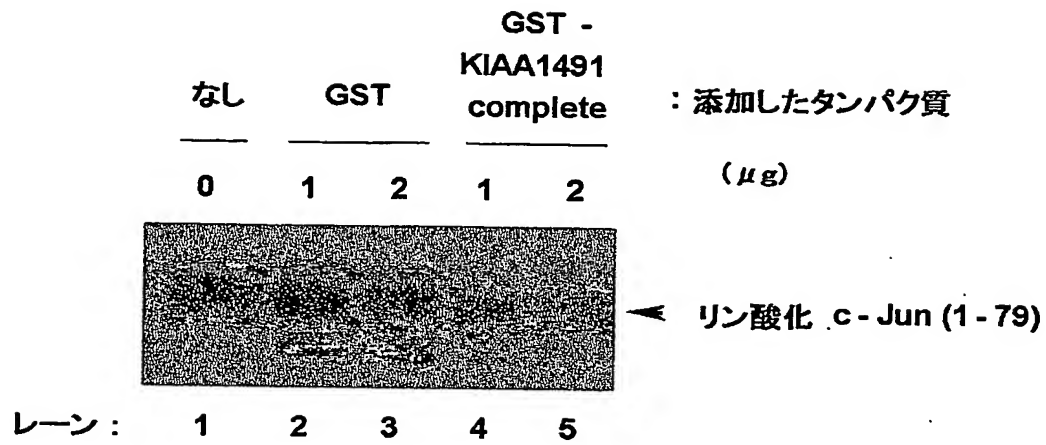 GST -
KIAA1491
なし GST complete : 添加したタンパク質
(μg)
0 1 2 1 2
リン酸化 c - Jun (1 - 79)
レーン : 1 2 3 4 5